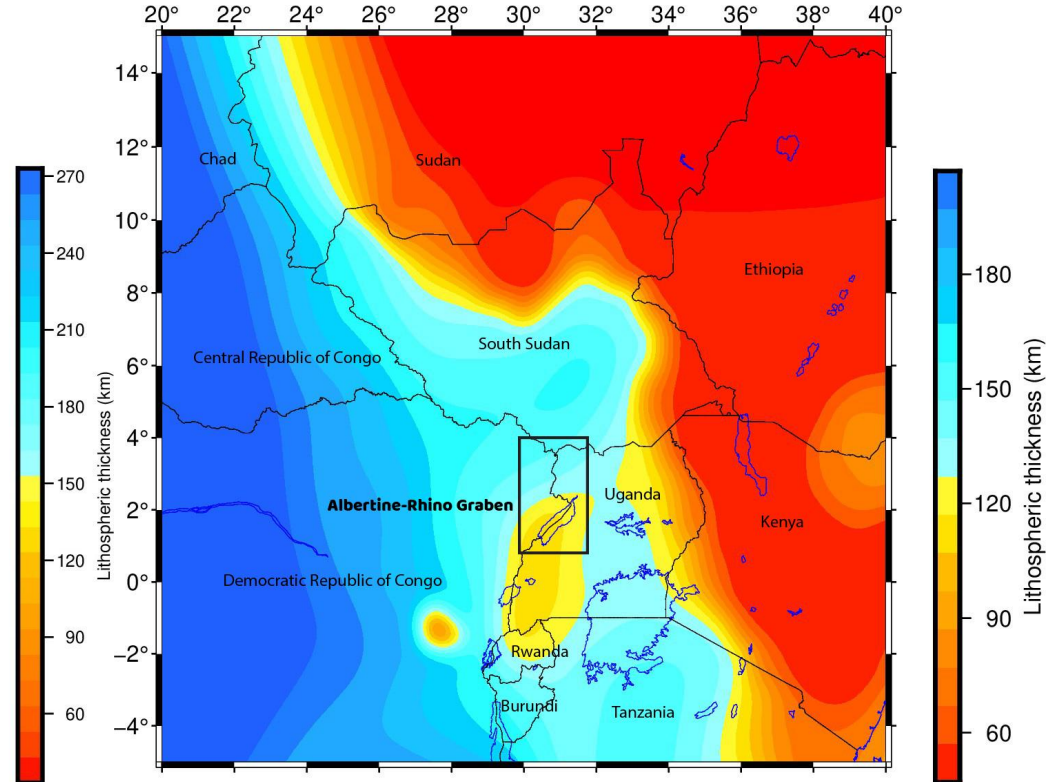 20° 22° 24° 26° 28° 30° 32° 34° 36° 38° 40°
14°
12°
10°
8°
6°
4°
2°
0°
−2°
−4°
Chad
Sudan
Ethiopia
South Sudan
Central Republic of Congo
Albertine-Rhino Graben
Uganda
Kenya
Democratic Republic of Congo
Rwanda
Burundi
Tanzania
270
240
210
180
150
120
90
60
Lithospheric thickness (km)
180
150
120
90
60
Lithospheric thickness (km)